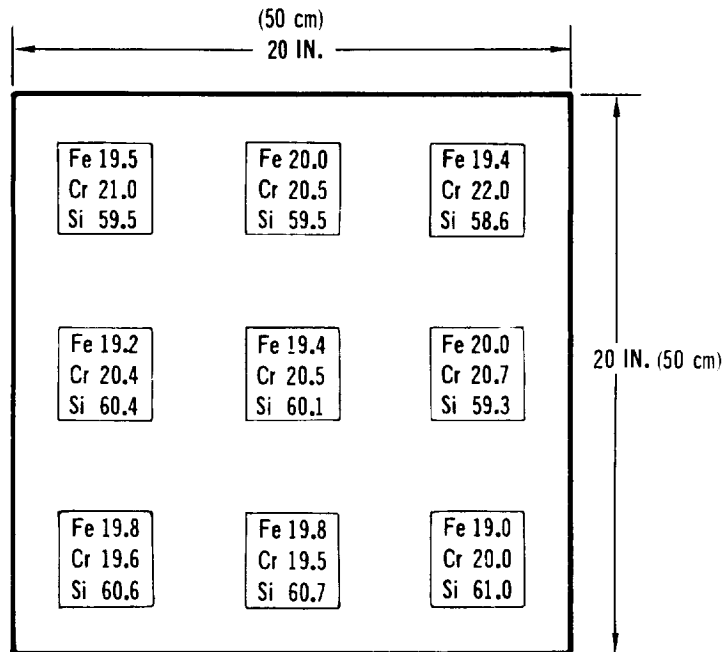 (50 cm)
20 IN.
Fe 19.5
Cr 21.0
Si 59.5
Fe 20.0
Cr 20.5
Si 59.5
Fe 19.4
Cr 22.0
Si 58.6
Fe 19.2
Cr 20.4
Si 60.4
Fe 19.4
Cr 20.5
Si 60.1
Fe 20.0
Cr 20.7
Si 59.3
20 IN. (50 cm)
Fe 19.8
Cr 19.6
Si 60.6
Fe 19.8
Cr 19.5
Si 60.7
Fe 19.0
Cr 20.0
Si 61.0